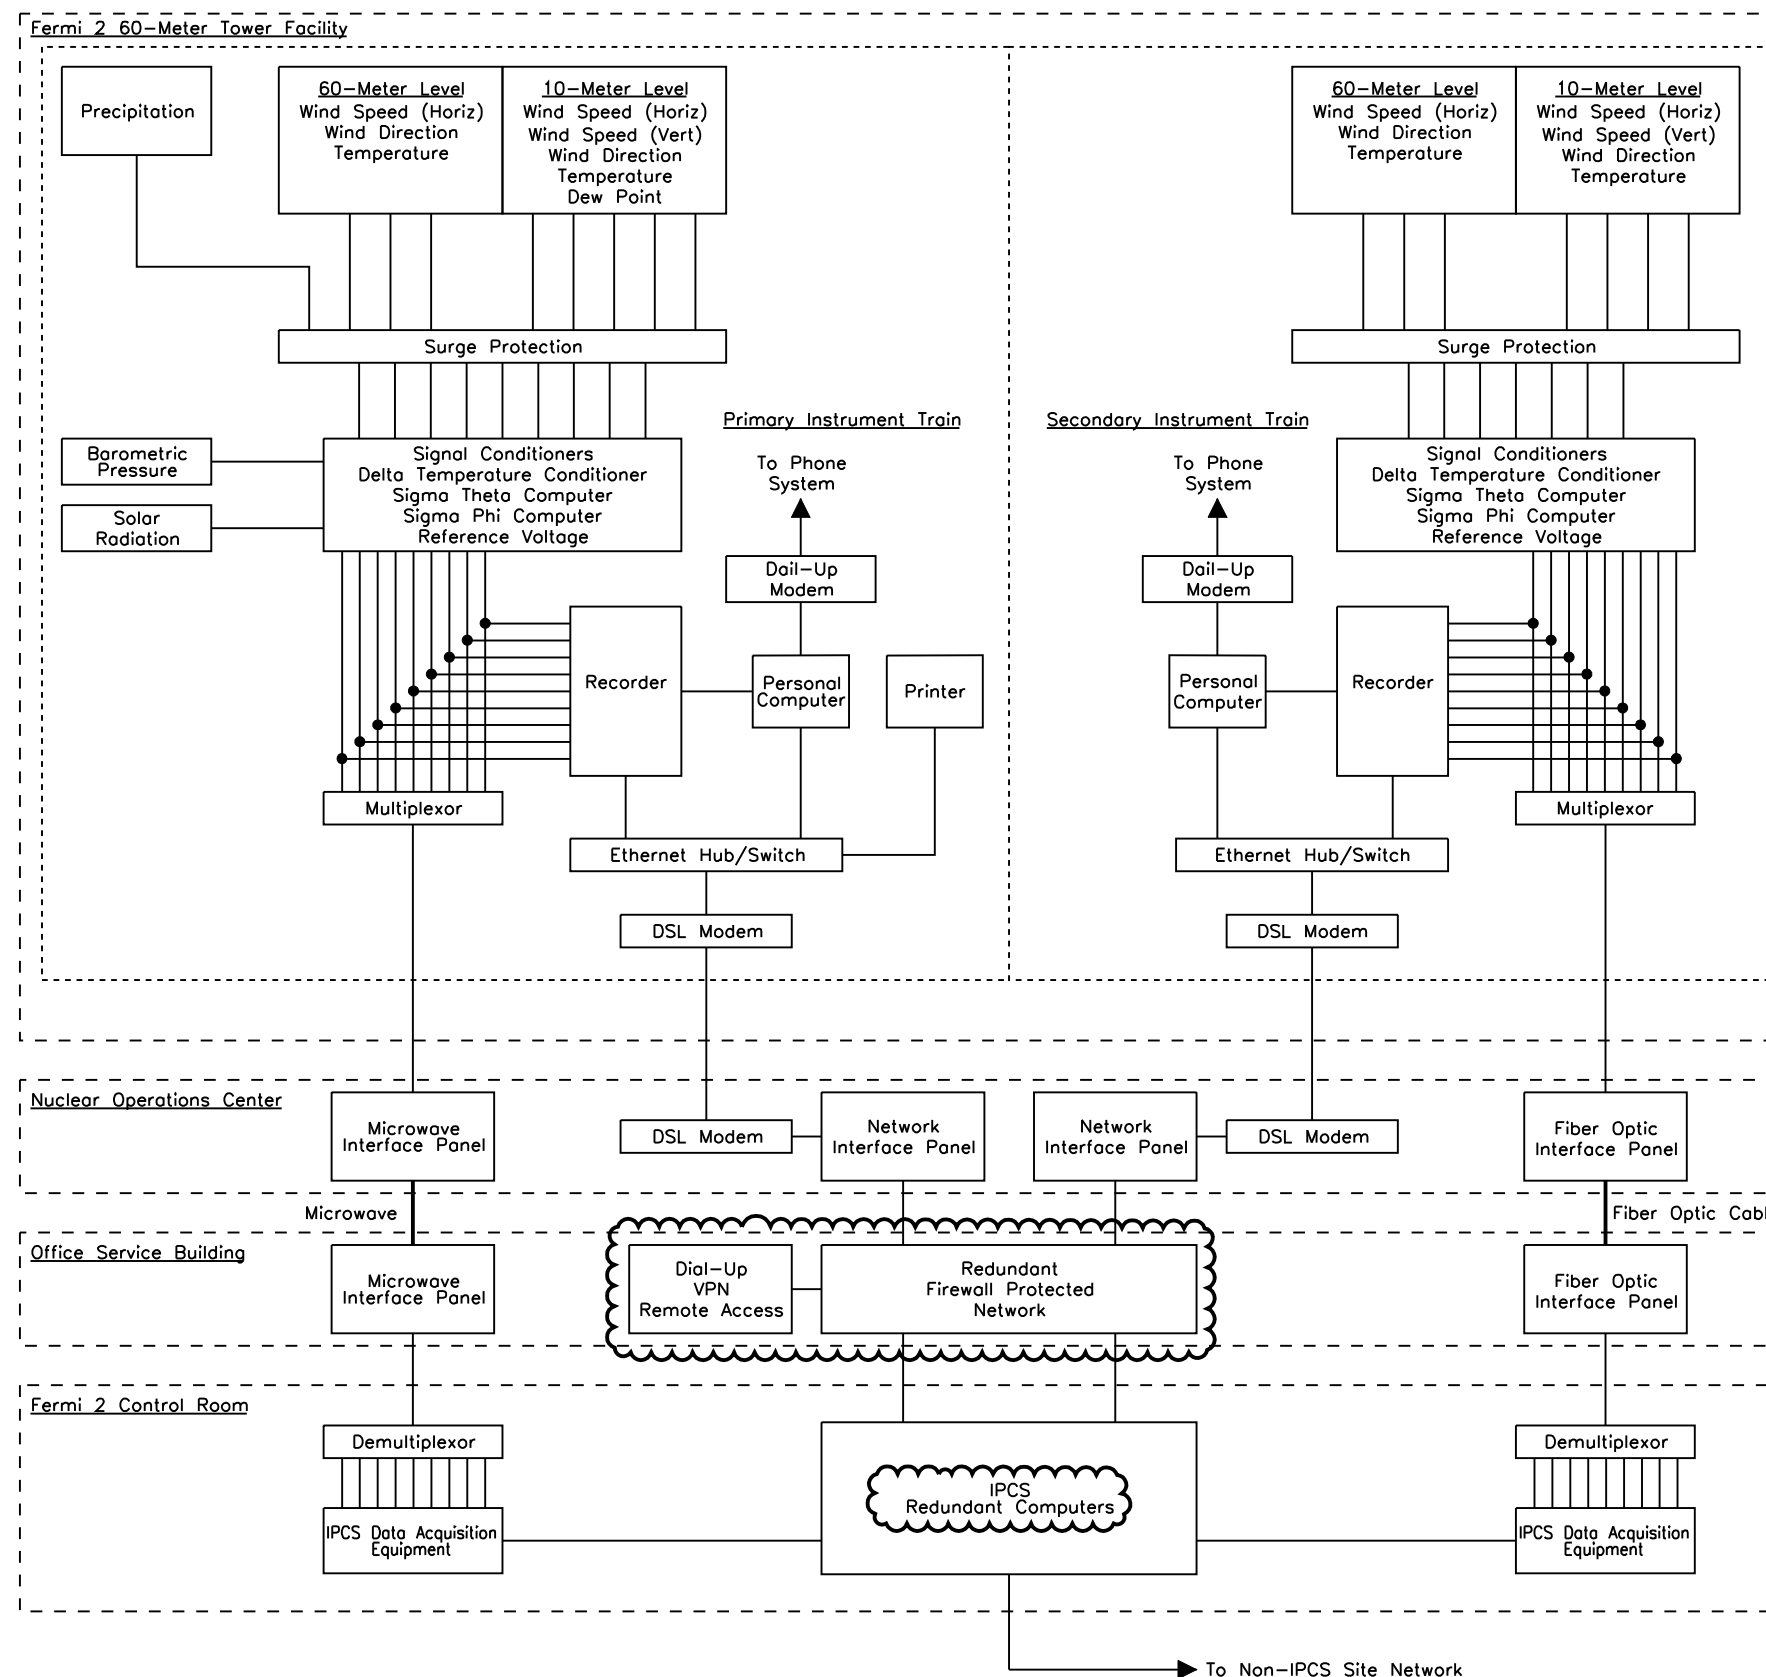 Fermi 2 60-Meter Tower Facility
Precipitation
60-Meter Level
Wind Speed (Horiz)
Wind Direction
Temperature
10-Meter Level
Wind Speed (Horiz)
Wind Speed (Vert)
Wind Direction
Temperature
Dew Point
60-Meter Level
Wind Speed (Horiz)
Wind Direction
Temperature
10-Meter Level
Wind Speed (Horiz)
Wind Speed (Vert)
Wind Direction
Temperature
Surge Protection
Surge Protection
Primary Instrument Train
Secondary Instrument Train
Barometric
Pressure
Solar
Radiation
Signal Conditioners
Delta Temperature Conditioner
Sigma Theta Computer
Sigma Phi Computer
Reference Voltage
To Phone
System
To Phone
System
Signal Conditioners
Delta Temperature Conditioner
Sigma Theta Computer
Sigma Phi Computer
Reference Voltage
Dail-Up
Modem
Dail-Up
Modem
Recorder
Personal
Computer
Printer
Personal
Computer
Recorder
Multiplexor
Multiplexor
Ethernet Hub/Switch
Ethernet Hub/Switch
DSL Modem
DSL Modem
Nuclear Operations Center
Microwave
Interface Panel
DSL Modem
Network
Interface Panel
Network
Interface Panel
DSL Modem
Fiber Optic
Interface Panel
Microwave
Fiber Optic Cabl
Office Service Building
Microwave
Interface Panel
Dial-Up
VPN
Remote Access
Redundant
Firewall Protected
Network
Fiber Optic
Interface Panel
Fermi 2 Control Room
Demultiplexor
Demultiplexor
IPCS
Redundant Computers
IPCS Data Acquisition
Equipment
IPCS Data Acquisition
Equipment
To Non-IPCS Site Network